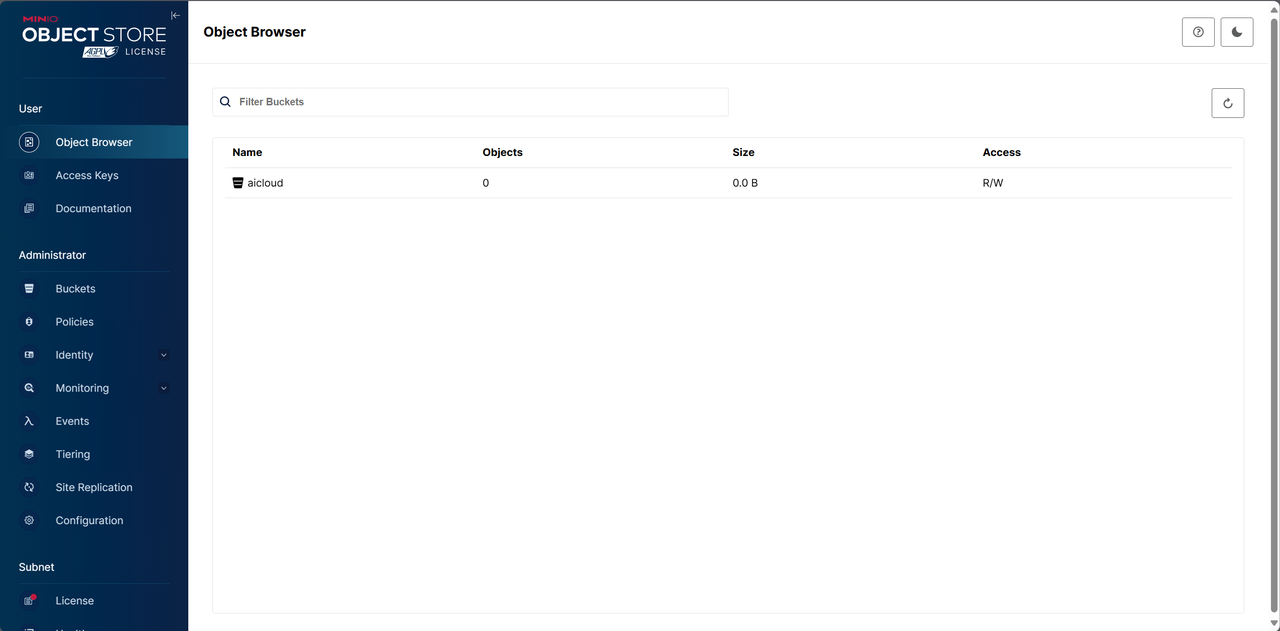 MINIO
OBJECT STORE
AGPLv3 LICENSE
User
Object Browser
Access Keys
Documentation
Administrator
Buckets
Policies
Identity
Monitoring
Events
Tiering
Site Replication
Configuration
Subnet
License
Object Browser
Filter Buckets
Name Objects Size Access
aicloud 0 0.0 B R/W